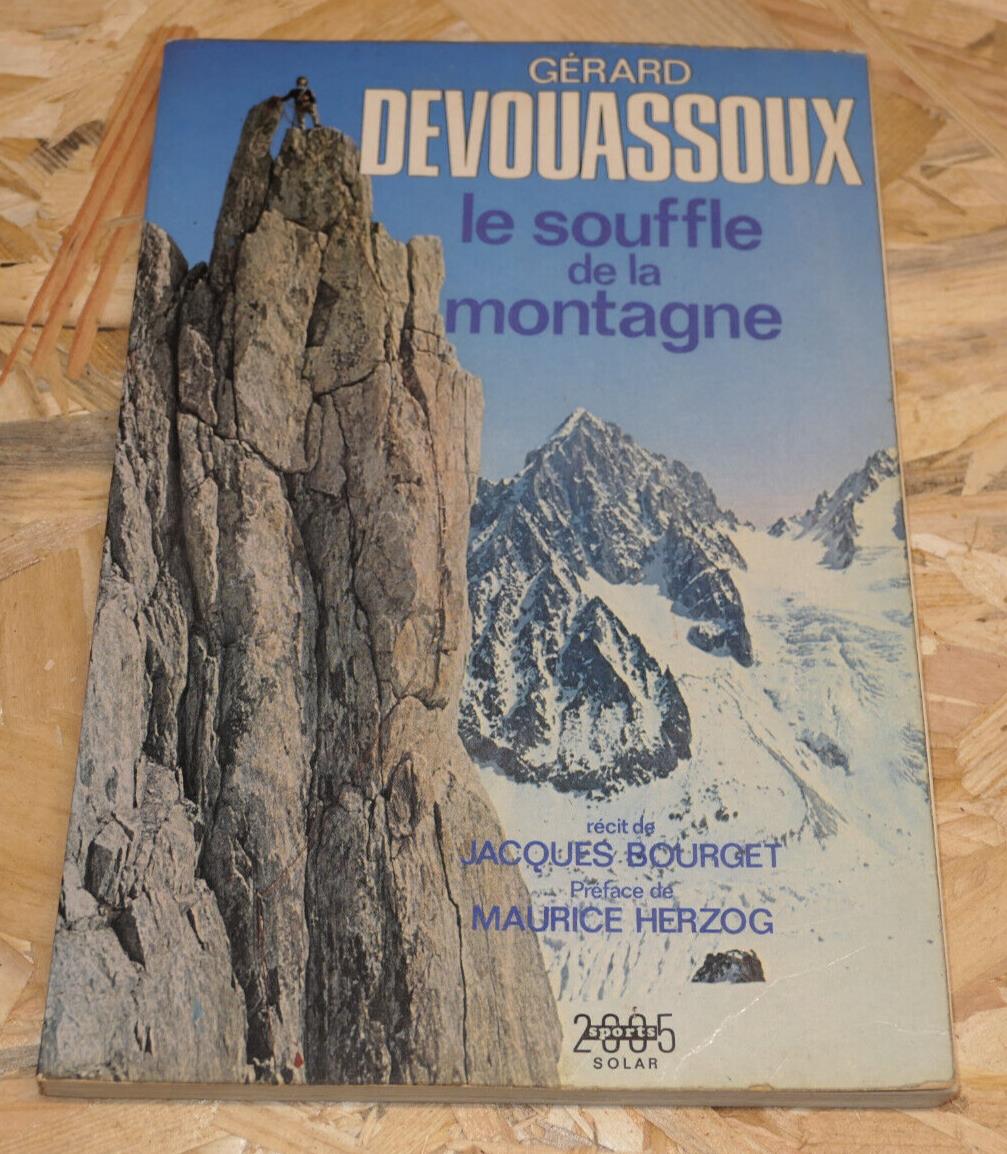 GÉRARD
DEVOUASSOUX
le souffle
de la
montagne
récit de
JACQUES BOURGET
Préface de
MAURICE HERZOG
2005
sports
SOLAR